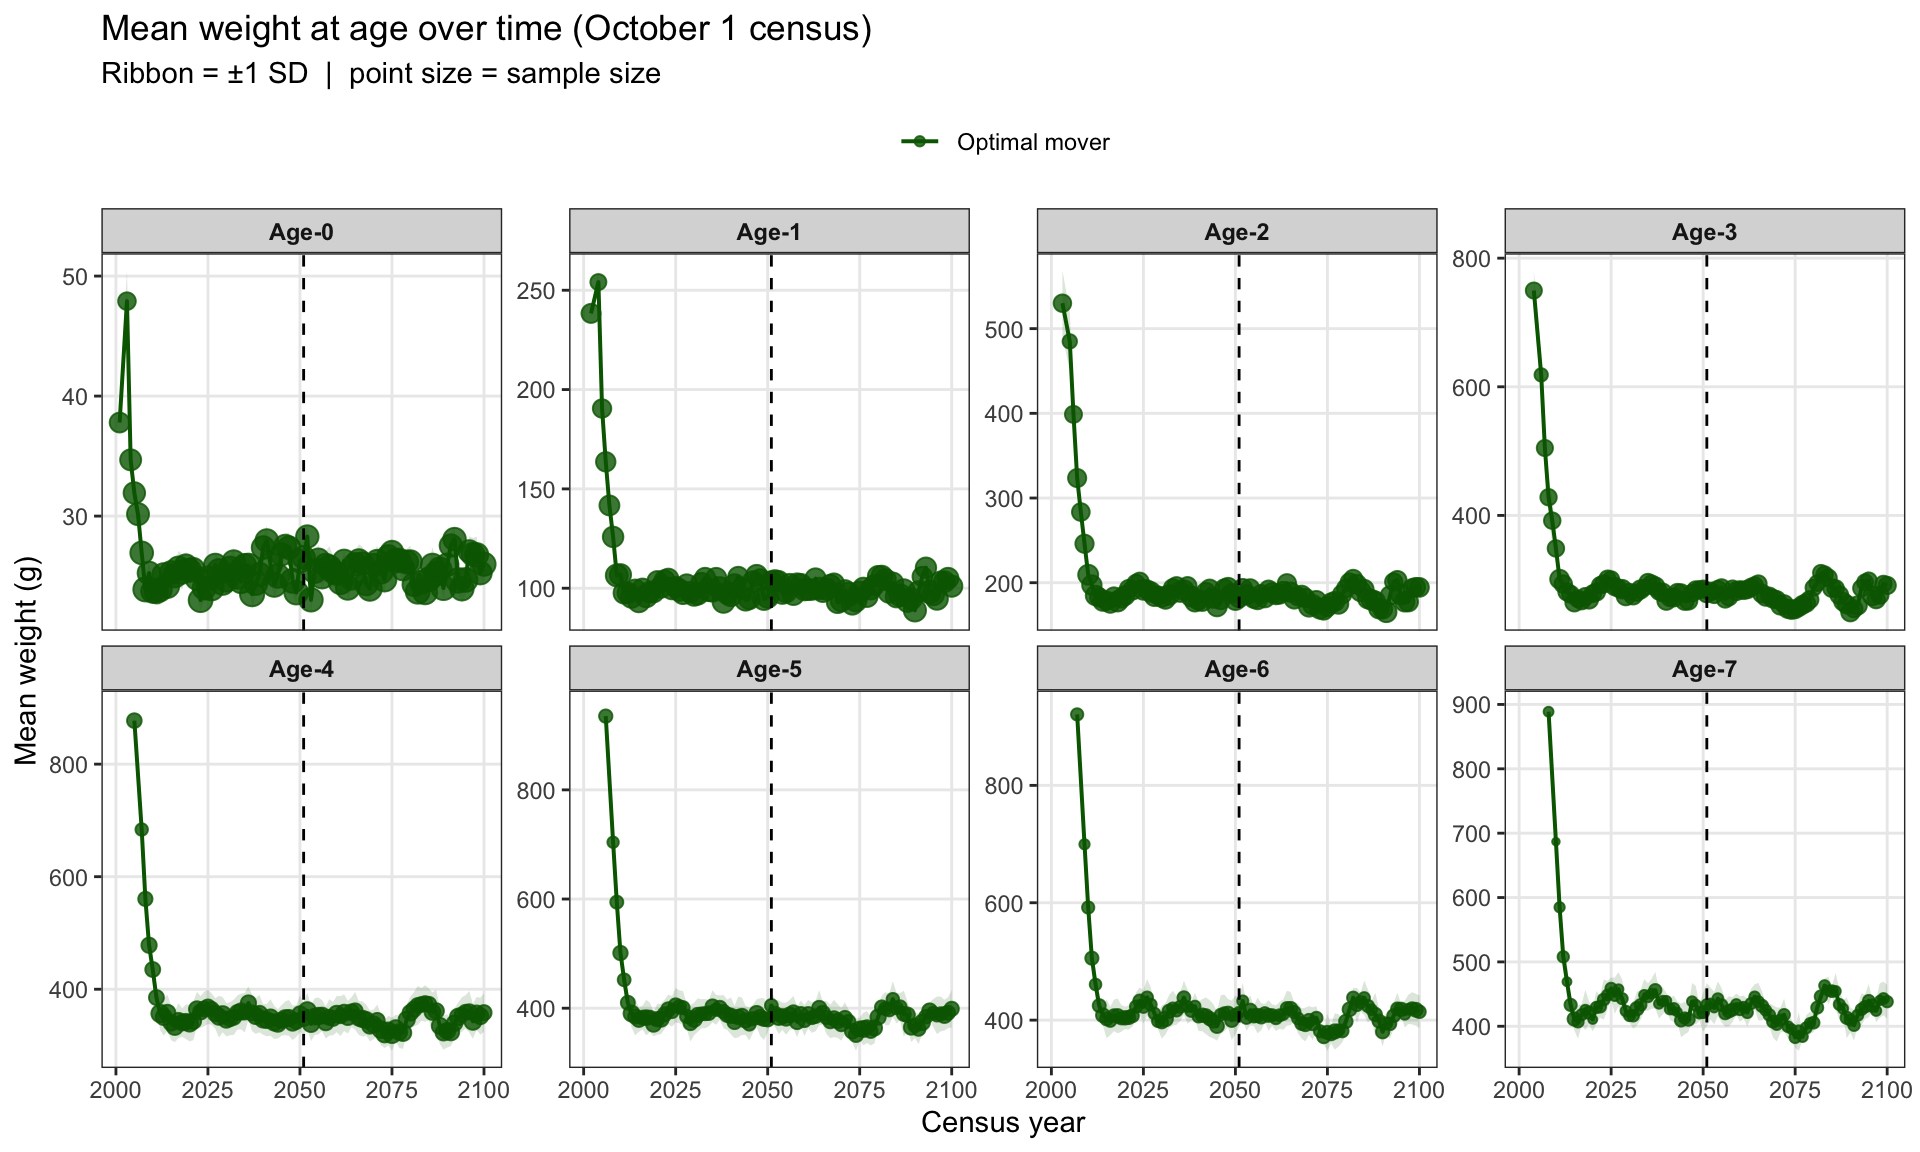 Mean weight at age over time (October 1 census)
Ribbon = ±1 SD | point size = sample size
Optimal mover
Age-0
Age-1
Age-2
Age-3
50
40
30
250
200
150
100
500
400
300
200
800
600
400
Age-4
Age-5
Age-6
Age-7
800
600
400
800
600
400
800
600
400
900
800
700
600
500
400
2000 2025 2050 2075 2100
2000 2025 2050 2075 2100
2000 2025 2050 2075 2100
2000 2025 2050 2075 2100
Mean weight (g)
Census year